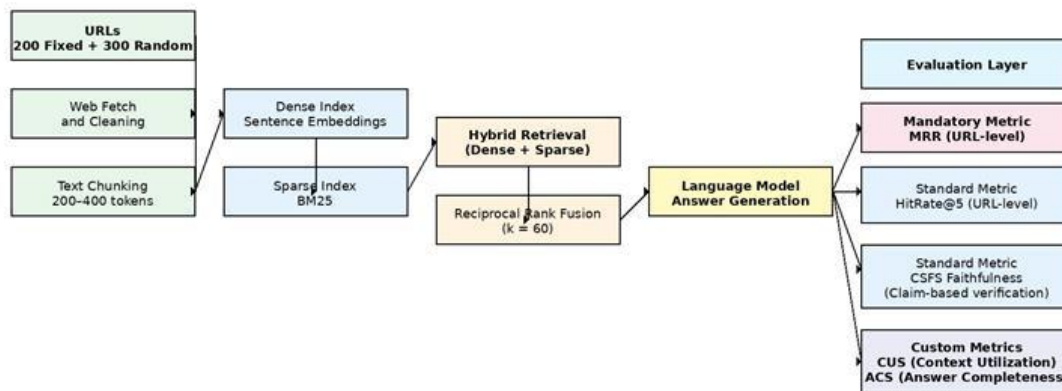 URLs
200 Fixed + 300 Random
Web Fetch
and Cleaning
Text Chunking
200–400 tokens
Dense Index
Sentence Embeddings
Sparse Index
BM25
Hybrid Retrieval
(Dense + Sparse)
Reciprocal Rank Fusion
(k = 60)
Language Model
Answer Generation
Evaluation Layer
Mandatory Metric
MRR (URL-level)
Standard Metric
HitRate@5 (URL-level)
Standard Metric
CSFS Faithfulness
(Claim-based verification)
Custom Metrics
CUS (Context Utilization)
ACS (Answer Completeness